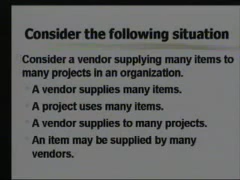 Consider the following situation
Consider a vendor supplying many items to
many projects in an organization.
A vendor supplies many items.
A project uses many items.
A vendor supplies to many projects.
An item may be supplied by many
vendors.